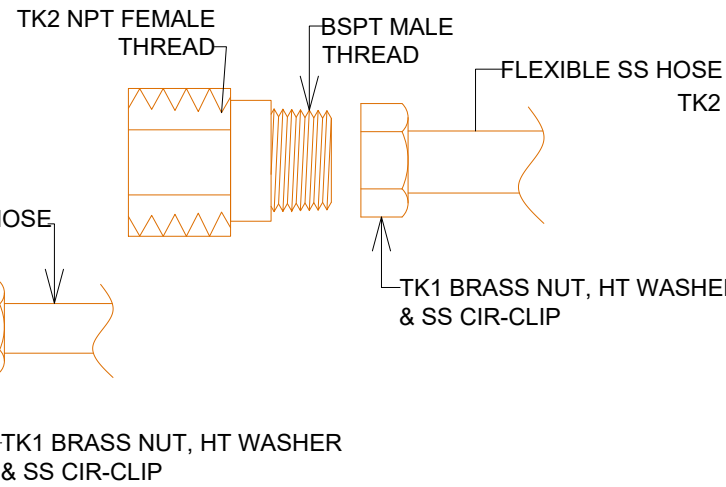 TK2 NPT FEMALE
THREAD
BSPT MALE
THREAD
FLEXIBLE SS HOSE
TK2
HOSE
TK1 BRASS NUT, HT WASHER
& SS CIR-CLIP
TK1 BRASS NUT, HT WASHER
& SS CIR-CLIP